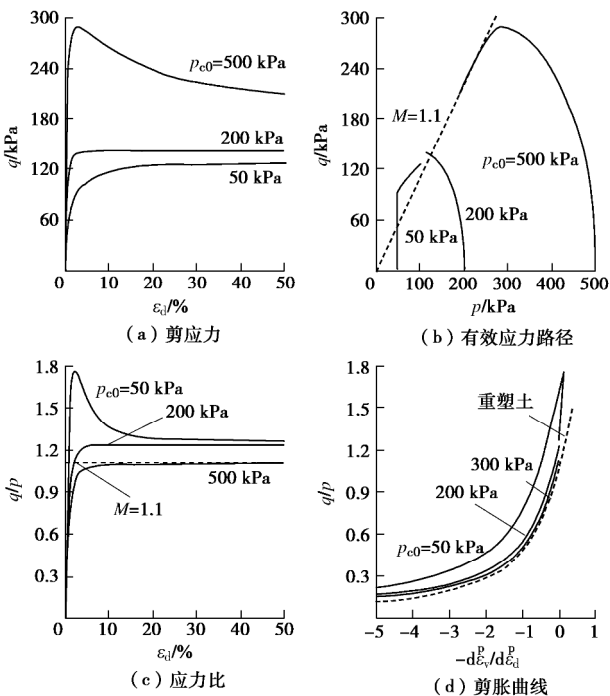 300
240
180
120
60
0
q/kPa
p_c0=500 kPa
200 kPa
50 kPa
0 10 20 30 40 50
ε_d/%
(a) 剪应力
300
240
180
120
60
q/kPa
M=1.1
p_c0=500 kPa
200 kPa
50 kPa
0 100 200 300 400 500
p/kPa
(b) 有效应力路径
1.8
1.5
1.2
0.9
0.6
0.3
q/p
p_c0=50 kPa
200 kPa
500 kPa
M=1.1
0 10 20 30 40 50
ε_d/%
(c) 应力比
1.8
1.5
1.2
0.9
0.6
0.3
q/p
重塑土
300 kPa
200 kPa
p_c0=50 kPa
-5 -4 -3 -2 -1 0 1
-dε_v^p/dε_d^p
(d) 剪胀曲线